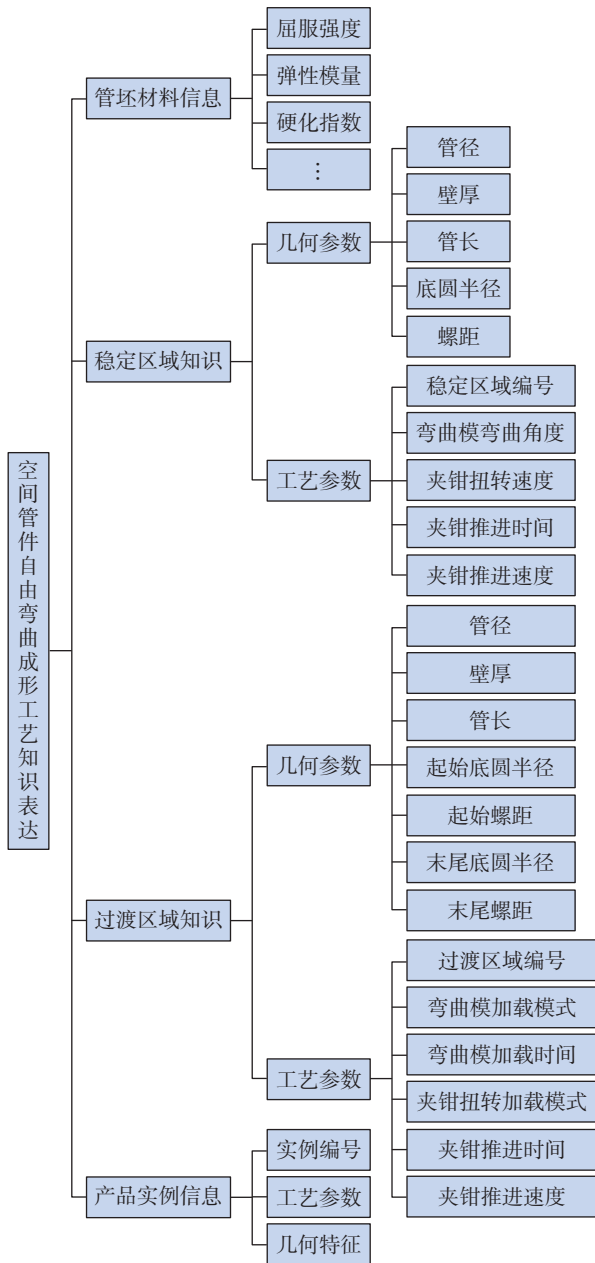 空间管件自由弯曲成形工艺知识表达
管坯材料信息
屈服强度
弹性模量
硬化指数
⋮
稳定区域知识
几何参数
管径
壁厚
管长
底圆半径
螺距
工艺参数
稳定区域编号
弯曲模弯曲角度
夹钳扭转速度
夹钳推进时间
夹钳推进速度
过渡区域知识
几何参数
管径
壁厚
管长
起始底圆半径
起始螺距
末尾底圆半径
末尾螺距
工艺参数
过渡区域编号
弯曲模加载模式
弯曲模加载时间
夹钳扭转加载模式
夹钳推进时间
夹钳推进速度
产品实例信息
实例编号
工艺参数
几何特征